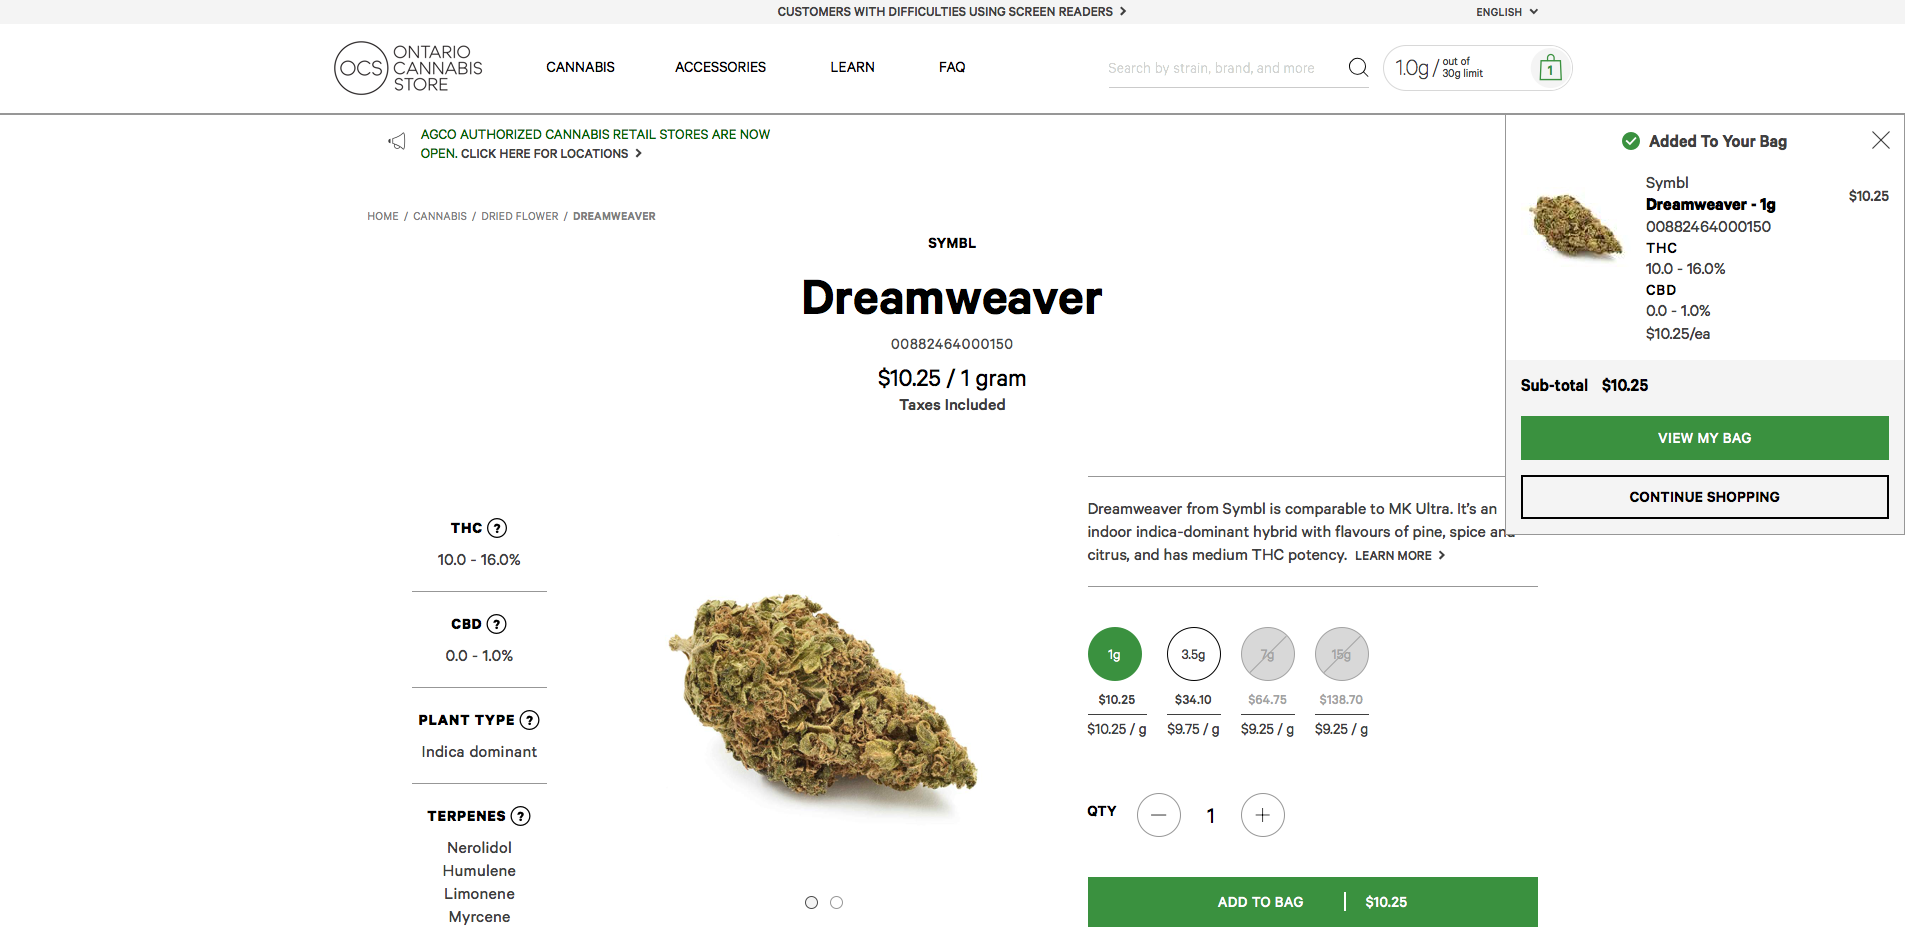 CUSTOMERS WITH DIFFICULTIES USING SCREEN READERS
ENGLISH
OCS
ONTARIO
CANNABIS
STORE
CANNABIS
ACCESSORIES
LEARN
FAQ
Search by strain, brand, and more
1.0g / out of
30g limit
1
AGCO AUTHORIZED CANNABIS RETAIL STORES ARE NOW
OPEN. CLICK HERE FOR LOCATIONS
HOME / CANNABIS / DRIED FLOWER / DREAMWEAVER
SYMBL
Dreamweaver
00882464000150
$10.25 / 1 gram
Taxes Included
Added To Your Bag
Symbl
Dreamweaver - 1g
$10.25
00882464000150
THC
10.0 - 16.0%
CBD
0.0 - 1.0%
$10.25/ea
Sub-total $10.25
VIEW MY BAG
CONTINUE SHOPPING
THC ?
10.0 - 16.0%
CBD ?
0.0 - 1.0%
PLANT TYPE ?
Indica dominant
TERPENES ?
Nerolidol
Humulene
Limonene
Myrcene
Dreamweaver from Symbl is comparable to MK Ultra. It's an
indoor indica-dominant hybrid with flavours of pine, spice and
citrus, and has medium THC potency. LEARN MORE
1g
3.5g
7g
15g
$10.25
$34.10
$64.75
$138.70
$10.25 / g
$9.75 / g
$9.25 / g
$9.25 / g
QTY
1
ADD TO BAG | $10.25